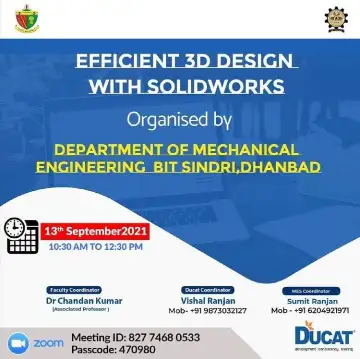 EFFICIENT 3D DESIGN
WITH SOLIDWORKS
Organised by
DEPARTMENT OF MECHANICAL
ENGINEERING BIT SINDRI,DHANBAD
13th September2021
10:30 AM TO 12:30 PM
Faculty Coordinator
Dr Chandan Kumar
(Associated Professor )
Ducat Coordinator
Vishal Ranjan
Mob- +91 9873032127
Sumit Ranjan
Mob - +91 6204921971
zoom
Meeting ID: 827 7468 0533
Passcode: 470980
DUCAT